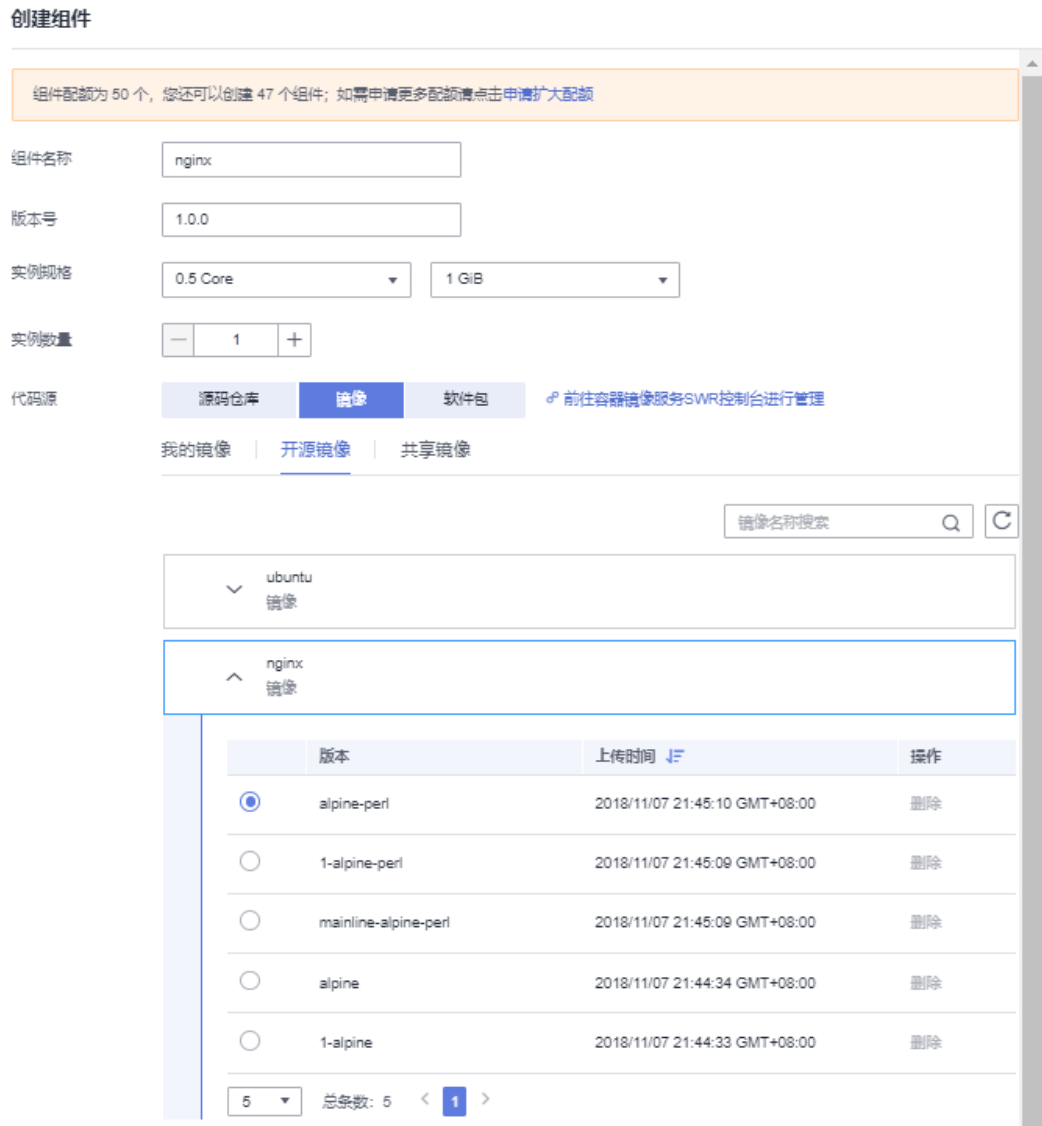 创建组件
组件配额为 50 个，您还可以创建 47 个组件；如需申请更多配额请点击申请扩大配额
组件名称 nginx
版本号 1.0.0
实例规格 0.5 Core 1 GiB
实例数量 1
代码源 源码仓库 镜像 软件包 前往容器镜像服务SWR控制台进行管理
我的镜像 开源镜像 共享镜像
镜像名称搜索
ubuntu
镜像
nginx
镜像
版本 上传时间 操作
alpine-perl 2018/11/07 21:45:10 GMT+08:00 删除
1-alpine-perl 2018/11/07 21:45:09 GMT+08:00 删除
mainline-alpine-perl 2018/11/07 21:45:09 GMT+08:00 删除
alpine 2018/11/07 21:44:34 GMT+08:00 删除
1-alpine 2018/11/07 21:44:33 GMT+08:00 删除
5 总条数：5 < 1 >